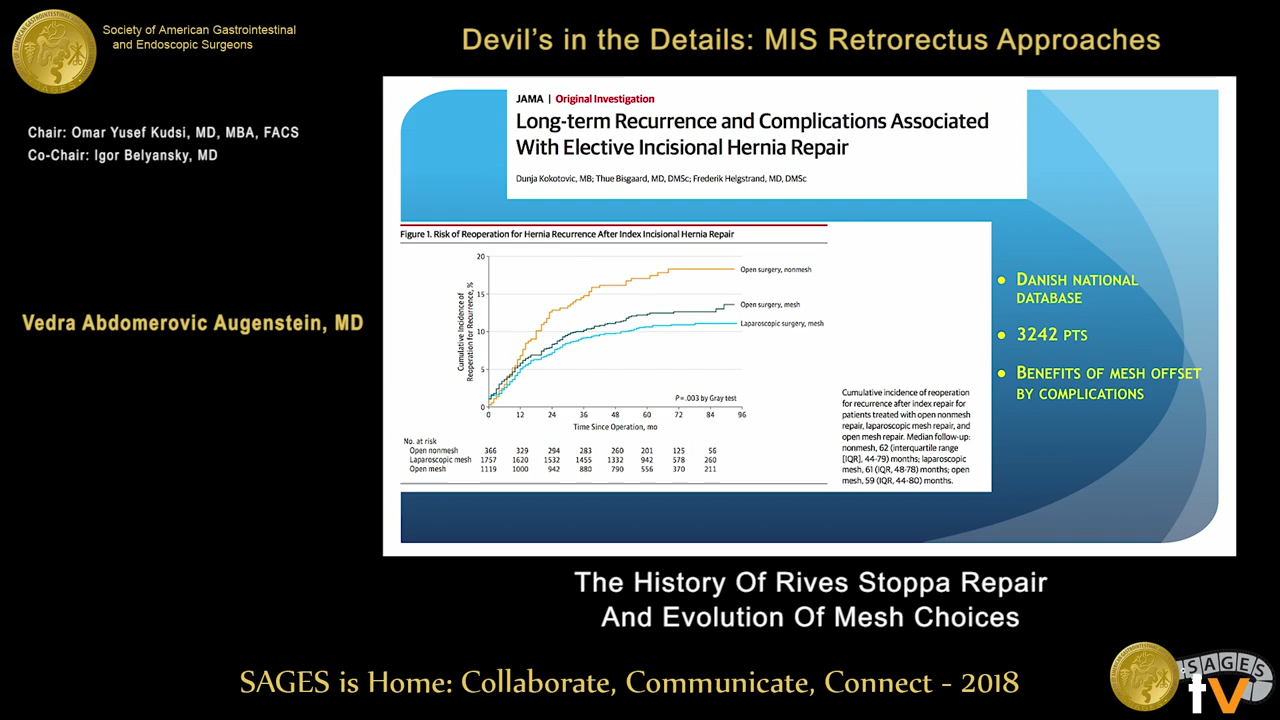 Society of American Gastrointestinal
and Endoscopic Surgeons
Devil's in the Details: MIS Retrorectus Approaches
Chair: Omar Yusef Kudsi, MD, MBA, FACS
Co-Chair: Igor Belyansky, MD
Vedra Abdomerovic Augenstein, MD
JAMA | Original Investigation
Long-term Recurrence and Complications Associated
With Elective Incisional Hernia Repair
Dunja Kokotovic, MB; Thue Bisgaard, MD, DMSc; Frederik Helgstrand, MD, DMSc
Figure 1. Risk of Reoperation for Hernia Recurrence After Index Incisional Hernia Repair
Cumulative Incidence of
Reoperation for Recurrence, %
20
15
10
5
0
Open surgery, nonmesh
Open surgery, mesh
Laparoscopic surgery, mesh
P=.003 by Gray test
0 12 24 36 48 60 72 84 96
Time Since Operation, mo
No. at risk
Open nonmesh 366 329 294 283 260 201 125 56
Laparoscopic mesh 1757 1620 1532 1455 1332 942 578 260
Open mesh 1119 1000 942 880 790 556 370 211
Cumulative incidence of reoperation
for recurrence after index repair for
patients treated with open nonmesh
repair, laparoscopic mesh repair, and
open mesh repair. Median follow-up:
nonmesh, 62 (interquartile range
[IQR], 44-79) months; laparoscopic
mesh, 61 (IQR, 48-78) months; open
mesh, 59 (IQR, 44-80) months.
• DANISH NATIONAL
DATABASE
• 3242 PTS
• BENEFITS OF MESH OFFSET
BY COMPLICATIONS
The History Of Rives Stoppa Repair
And Evolution Of Mesh Choices
SAGES is Home: Collaborate, Communicate, Connect - 2018
SAGES
tv